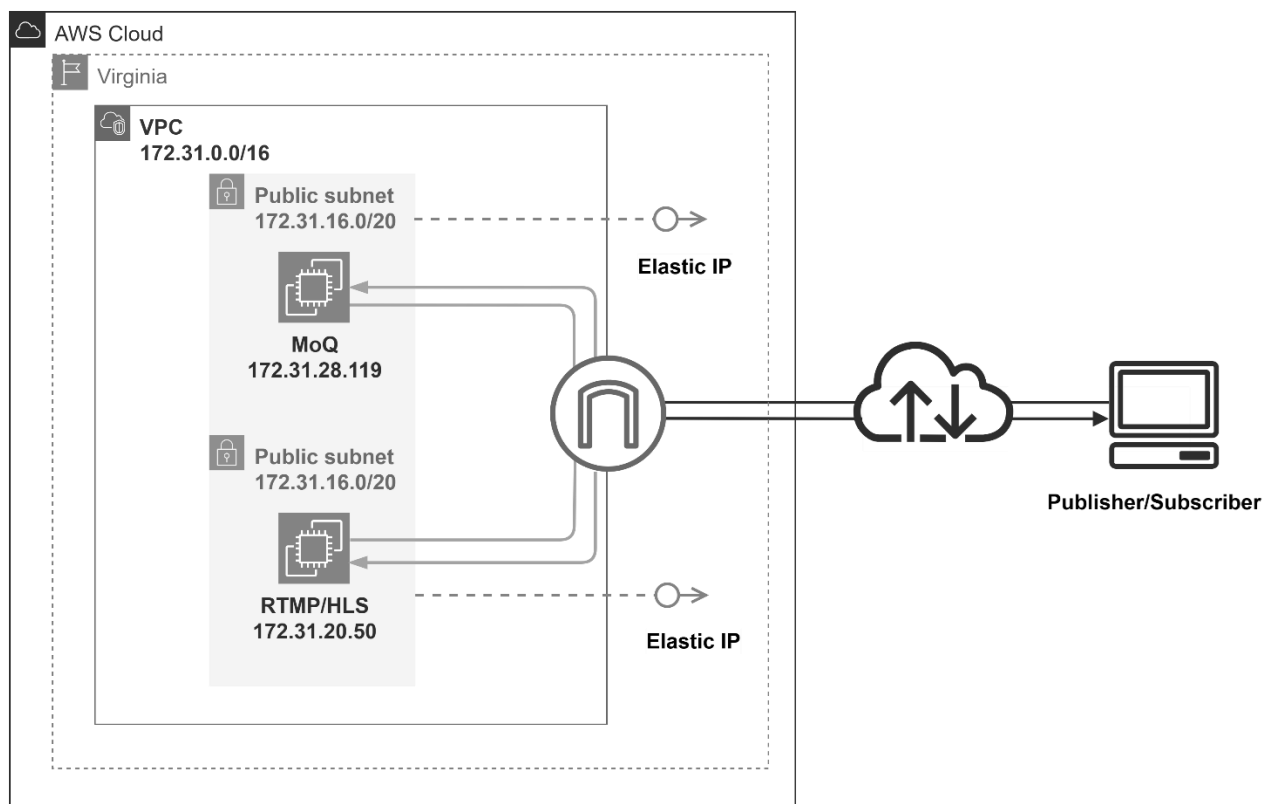 AWS Cloud
Virginia
VPC
172.31.0.0/16
Public subnet
172.31.16.0/20
Elastic IP
MoQ
172.31.28.119
Public subnet
172.31.16.0/20
Publisher/Subscriber
RTMP/HLS
172.31.20.50
Elastic IP